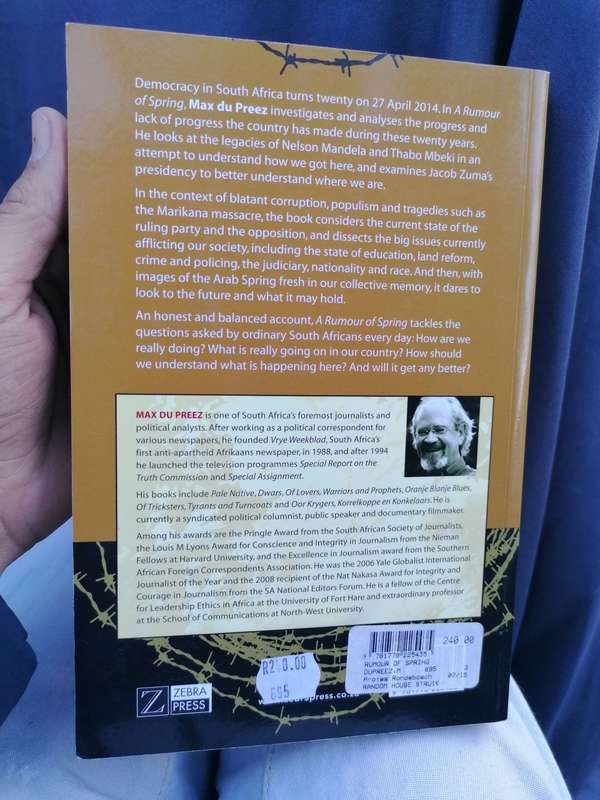 Democracy in South Africa turns twenty on 27 April 2014. In A Rumour
of Spring, Max du Preez investigates and analyses the progress and
lack of progress the country has made during these twenty years.
He looks at the legacies of Nelson Mandela and Thabo Mbeki in an
attempt to understand how we got here, and examines Jacob Zuma's
presidency to better understand where we are.
In the context of blatant corruption, populism and tragedies such as
the Marikana massacre, the book considers the current state of the
ruling party and the opposition, and dissects the big issues currently
afflicting our society, including the state of education, land reform,
crime and policing, the judiciary, nationality and race. And then, with
images of the Arab Spring fresh in our collective memory, it dares to
look to the future and what it may hold.
An honest and balanced account, A Rumour of Spring tackles the
questions asked by ordinary South Africans every day: How are we
really doing? What is really going on in our country? How should
we understand what is happening here? And will it get any better?
MAX DU PREEZ is one of South Africa's foremost journalists and
political analysts. After working as a political correspondent for
various newspapers, he founded Vrye Weekblad, South Africa's
first anti-apartheid Afrikaans newspaper, in 1988, and after 1994
he launched the television programmes Special Report on the
Truth Commission and Special Assignment.
His books include Pale Native, Dwars, Of Lovers, Warriors and Prophets, Oranje Blanje Blues,
Of Tricksters, Tyrants and Turncoats and Oor Krygers, Korrelkoppe en Konkelaars. He is
currently a syndicated political columnist, public speaker and documentary filmmaker.
Among his awards are the Pringle Award from the South African Society of Journalists,
the Louis M Lyons Award for Conscience and Integrity in Journalism from the Nieman
Fellows at Harvard University, and the Excellence in Journalism award from the Southern
African Foreign Correspondents Association. He was the 2006 Yale Globalist International
Journalist of the Year and the 2008 recipient of the Nat Nakasa Award for Integrity and
Courage in Journalism from the SA National Editors Forum. He is a fellow of the Centre
for Leadership Ethics in Africa at the University of Fort Hare and extraordinary professor
at the School of Communications at North-West University.
240 00
9 781770 225435
RUMOUR OF SPRING
DUPREEZ,M 695 3
Protea Rondebosch 07/15
RANDOM HOUSE STRUIK
695
Z ZEBRA
PRESS